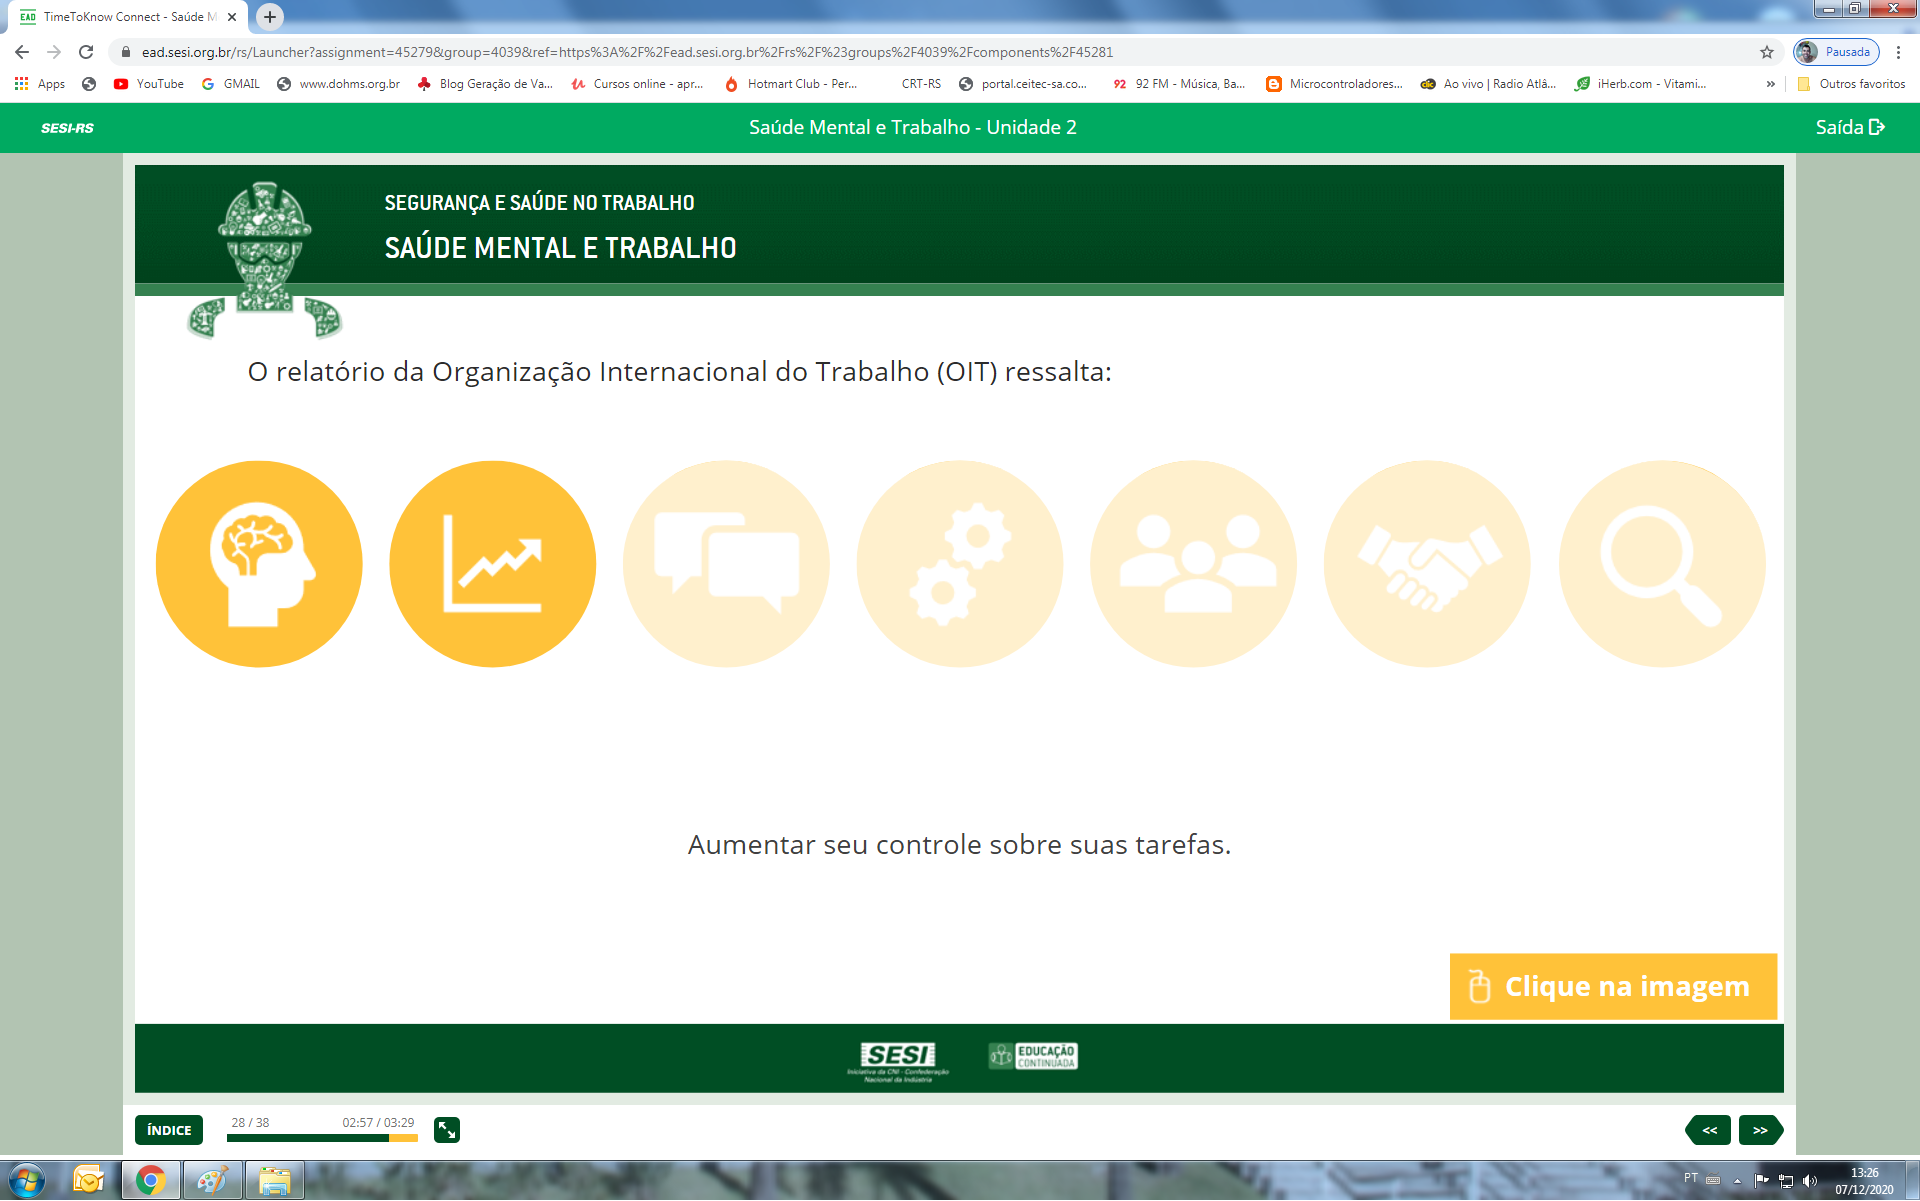 EAD TimeToKnow Connect - Saúde M
ead.sesi.org.br/rs/Launcher?assignment=45279&group=4039&ref=https%3A%2F%2Fead.sesi.org.br%2Frs%2F%23groups%2F4039%2Fcomponents%2F45281
Pausada
Apps YouTube GMAIL www.dohms.org.br Blog Geração de Va... Cursos online - apr... Hotmart Club - Per... CRT-RS portal.ceitec-sa.co... 92 92 FM - Música, Ba... Microcontroladores... Ao vivo | Radio Atlâ... iHerb.com - Vitami... » Outros favoritos
SESI-RS Saúde Mental e Trabalho - Unidade 2 Saída
SEGURANÇA E SAÚDE NO TRABALHO
SAÚDE MENTAL E TRABALHO
O relatório da Organização Internacional do Trabalho (OIT) ressalta:
Aumentar seu controle sobre suas tarefas.
Clique na imagem
SESI
Iniciativa da CNI - Confederação
Nacional da Indústria
EDUCAÇÃO
CONTINUADA
ÍNDICE 28 / 38 02:57 / 03:29 << >>
PT 13:26
07/12/2020